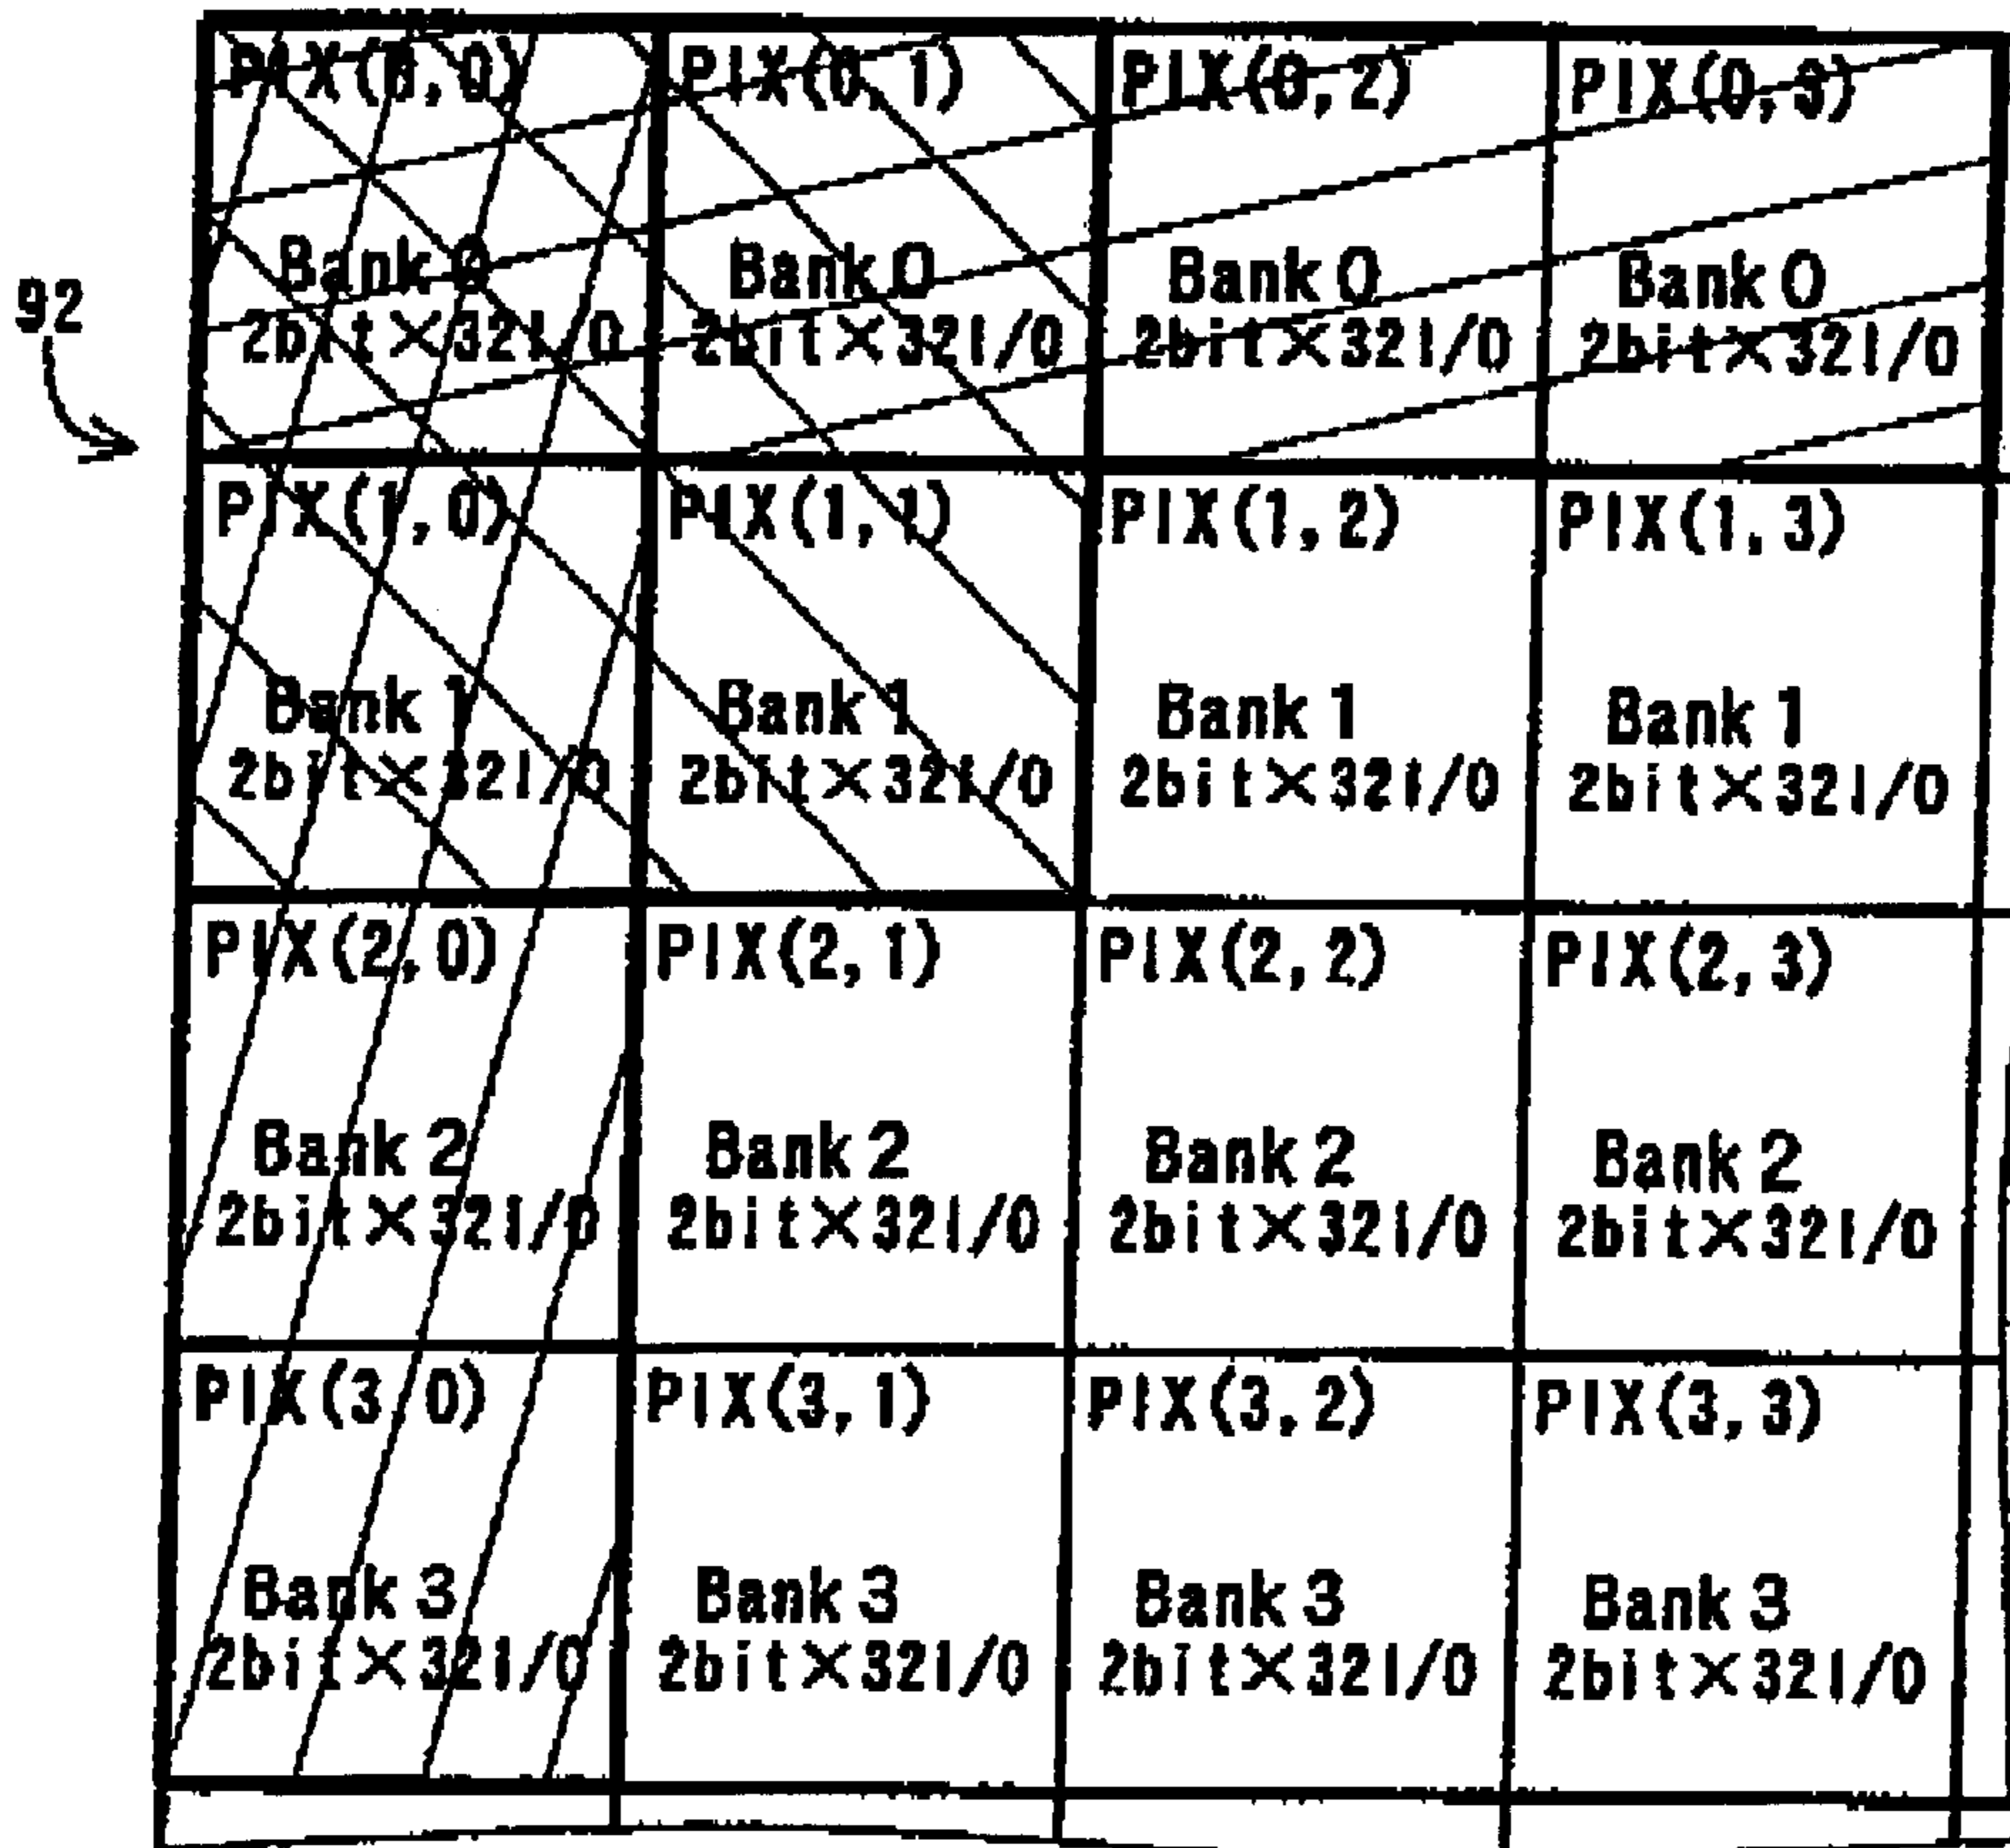 PIX(0,0) PIX(0,1) PIX(0,2) PIX(0,3)
Bank 0 Bank 0 Bank 0 Bank 0
2bit×32I/O 2bit×32I/O 2bit×32I/O 2bit×32I/O
92
PIX(1,0) PIX(1,1) PIX(1,2) PIX(1,3)
Bank 1 Bank 1 Bank 1 Bank 1
2bit×32I/O 2bit×32I/O 2bit×32I/O 2bit×32I/O
PIX(2,0) PIX(2,1) PIX(2,2) PIX(2,3)
Bank 2 Bank 2 Bank 2 Bank 2
2bit×32I/O 2bit×32I/O 2bit×32I/O 2bit×32I/O
PIX(3,0) PIX(3,1) PIX(3,2) PIX(3,3)
Bank 3 Bank 3 Bank 3 Bank 3
2bit×32I/O 2bit×32I/O 2bit×32I/O 2bit×32I/O